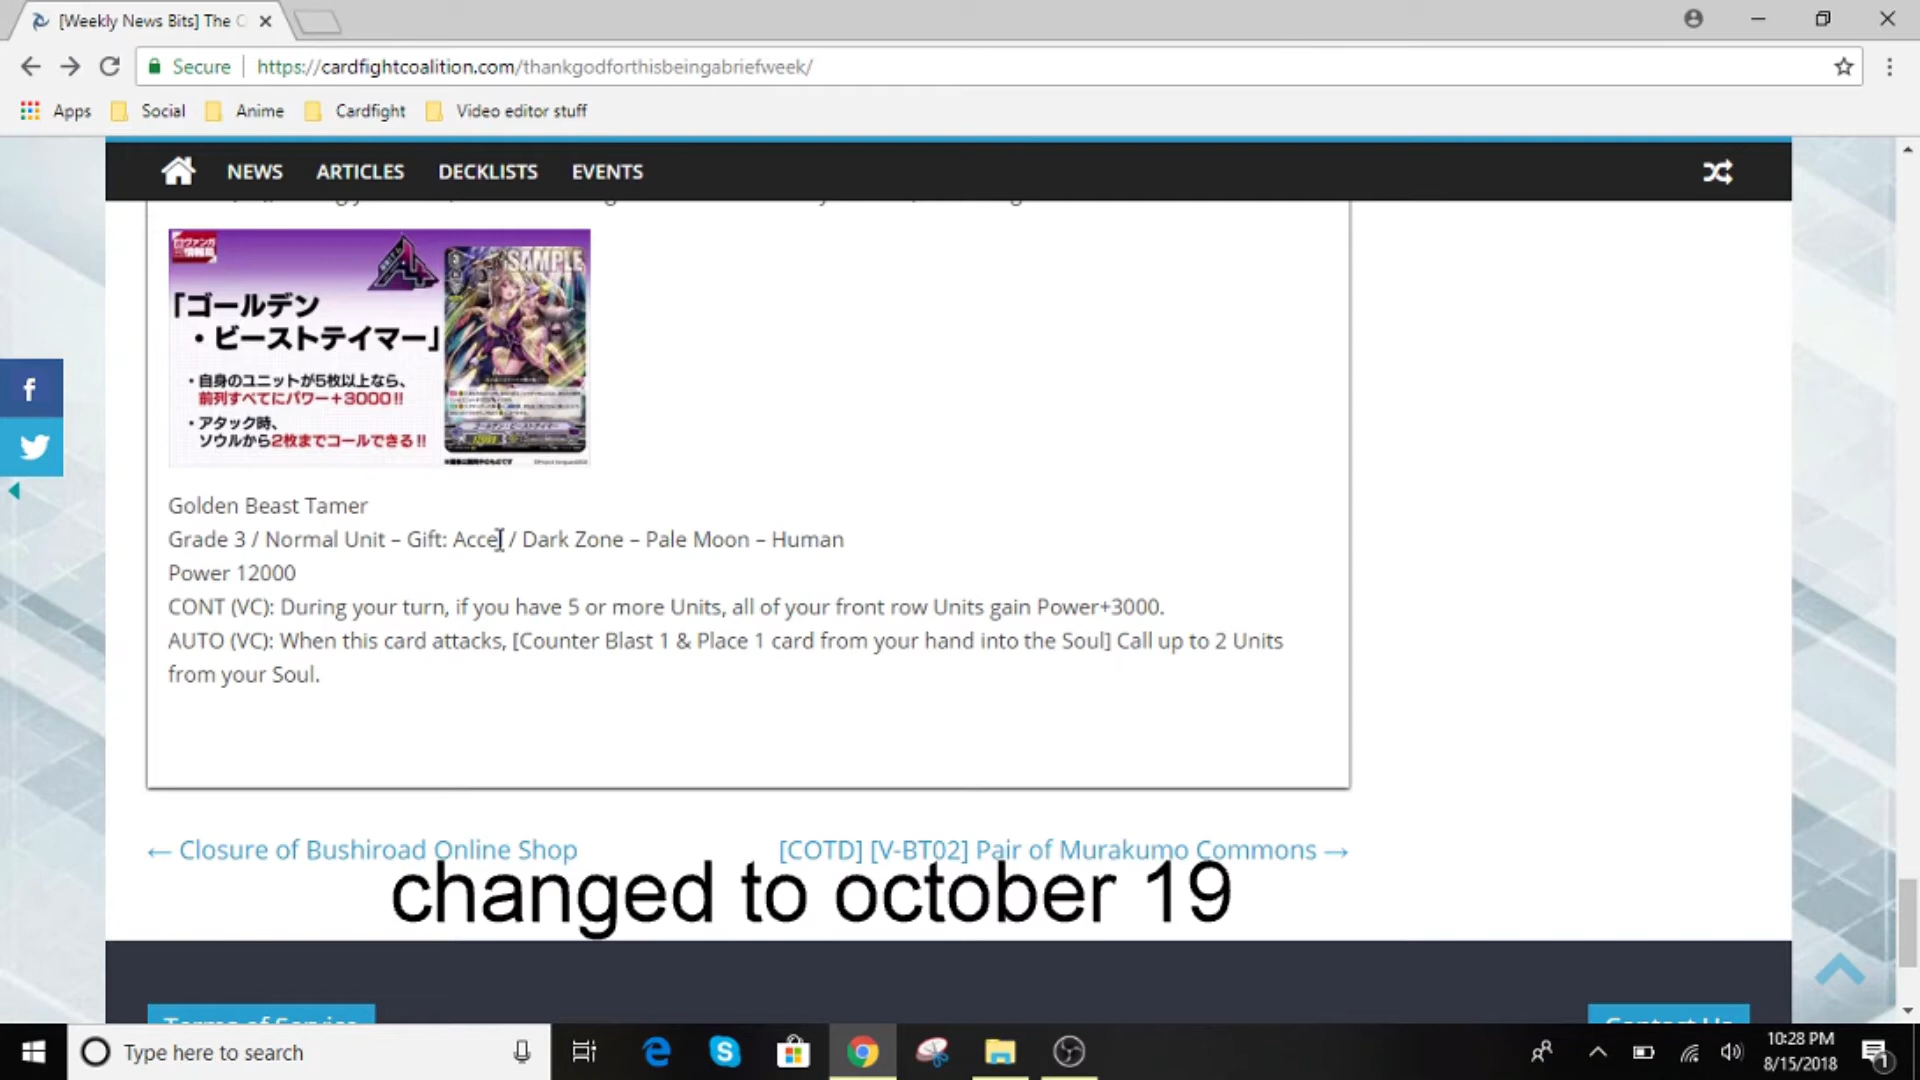 [Weekly News Bits] The C
Secure
https://cardfightcoalition.com/thankgodforthisbeingabriefweek/
Apps
Social
Anime
Cardfight
Video editor stuff
NEWS
ARTICLES
DECKLISTS
EVENTS
SAMPLE
「ゴールデン
・ビーストテイマー」
・自身のユニットが5枚以上なら、
前列すべてにパワー+3000!!
・アタック時、
ソウルから2枚までコールできる!!
Golden Beast Tamer
Grade 3 / Normal Unit – Gift: Accel / Dark Zone – Pale Moon – Human
Power 12000
CONT (VC): During your turn, if you have 5 or more Units, all of your front row Units gain Power+3000.
AUTO (VC): When this card attacks, [Counter Blast 1 & Place 1 card from your hand into the Soul] Call up to 2 Units
from your Soul.
← Closure of Bushiroad Online Shop
[COTD] [V-BT02] Pair of Murakumo Commons →
changed to october 19
Terms of Service
Contact Us
Type here to search
10:28 PM
8/15/2018
1